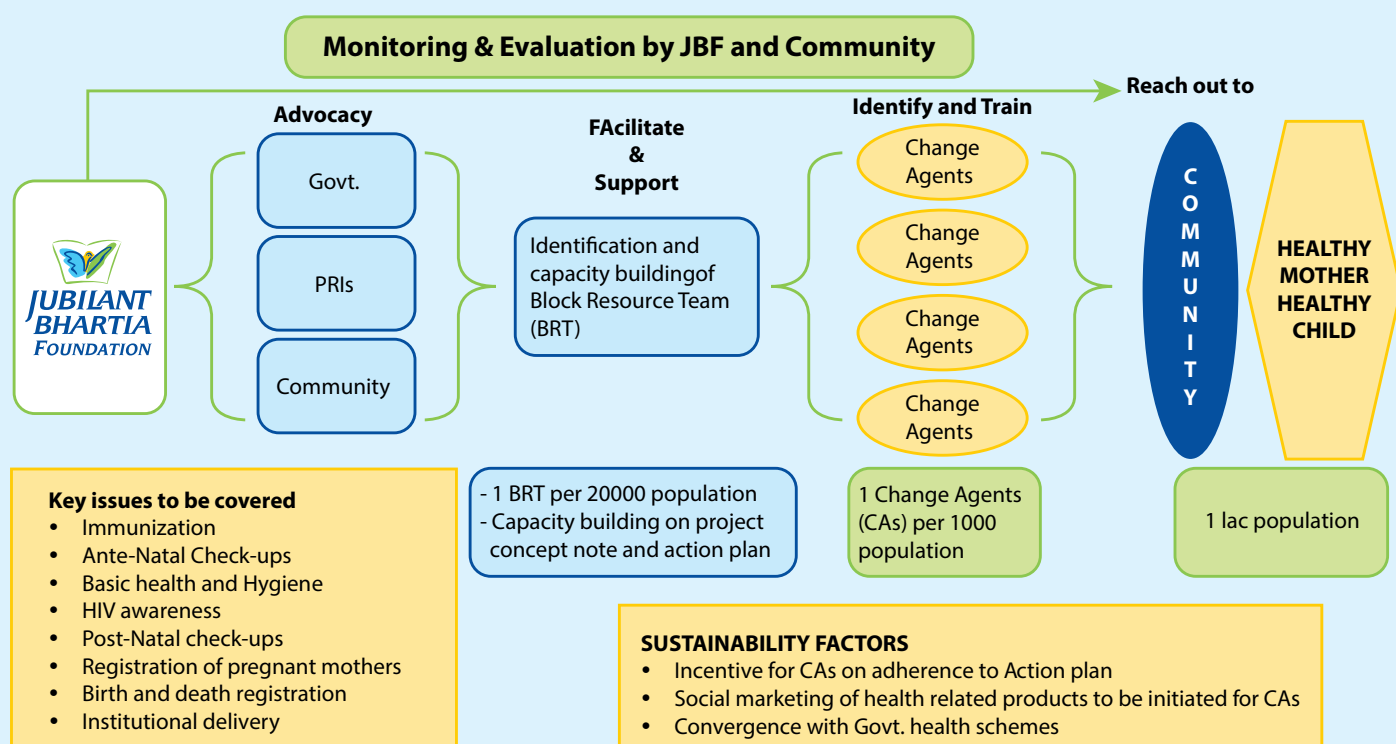 Monitoring & Evaluation by JBF and Community
Reach out to
Advocacy
FAcilitate
&
Support
Identify and Train
JUBILANT
BHARTIA
FOUNDATION
Govt.
PRIs
Community
Identification and
capacity buildingof
Block Resource Team
(BRT)
Change
Agents
Change
Agents
Change
Agents
Change
Agents
COMMUNITY
HEALTHY
MOTHER
HEALTHY
CHILD
- 1 BRT per 20000 population
- Capacity building on project
concept note and action plan
1 Change Agents
(CAs) per 1000
population
1 lac population
Key issues to be covered
• Immunization
• Ante-Natal Check-ups
• Basic health and Hygiene
• HIV awareness
• Post-Natal check-ups
• Registration of pregnant mothers
• Birth and death registration
• Institutional delivery
SUSTAINABILITY FACTORS
• Incentive for CAs on adherence to Action plan
• Social marketing of health related products to be initiated for CAs
• Convergence with Govt. health schemes